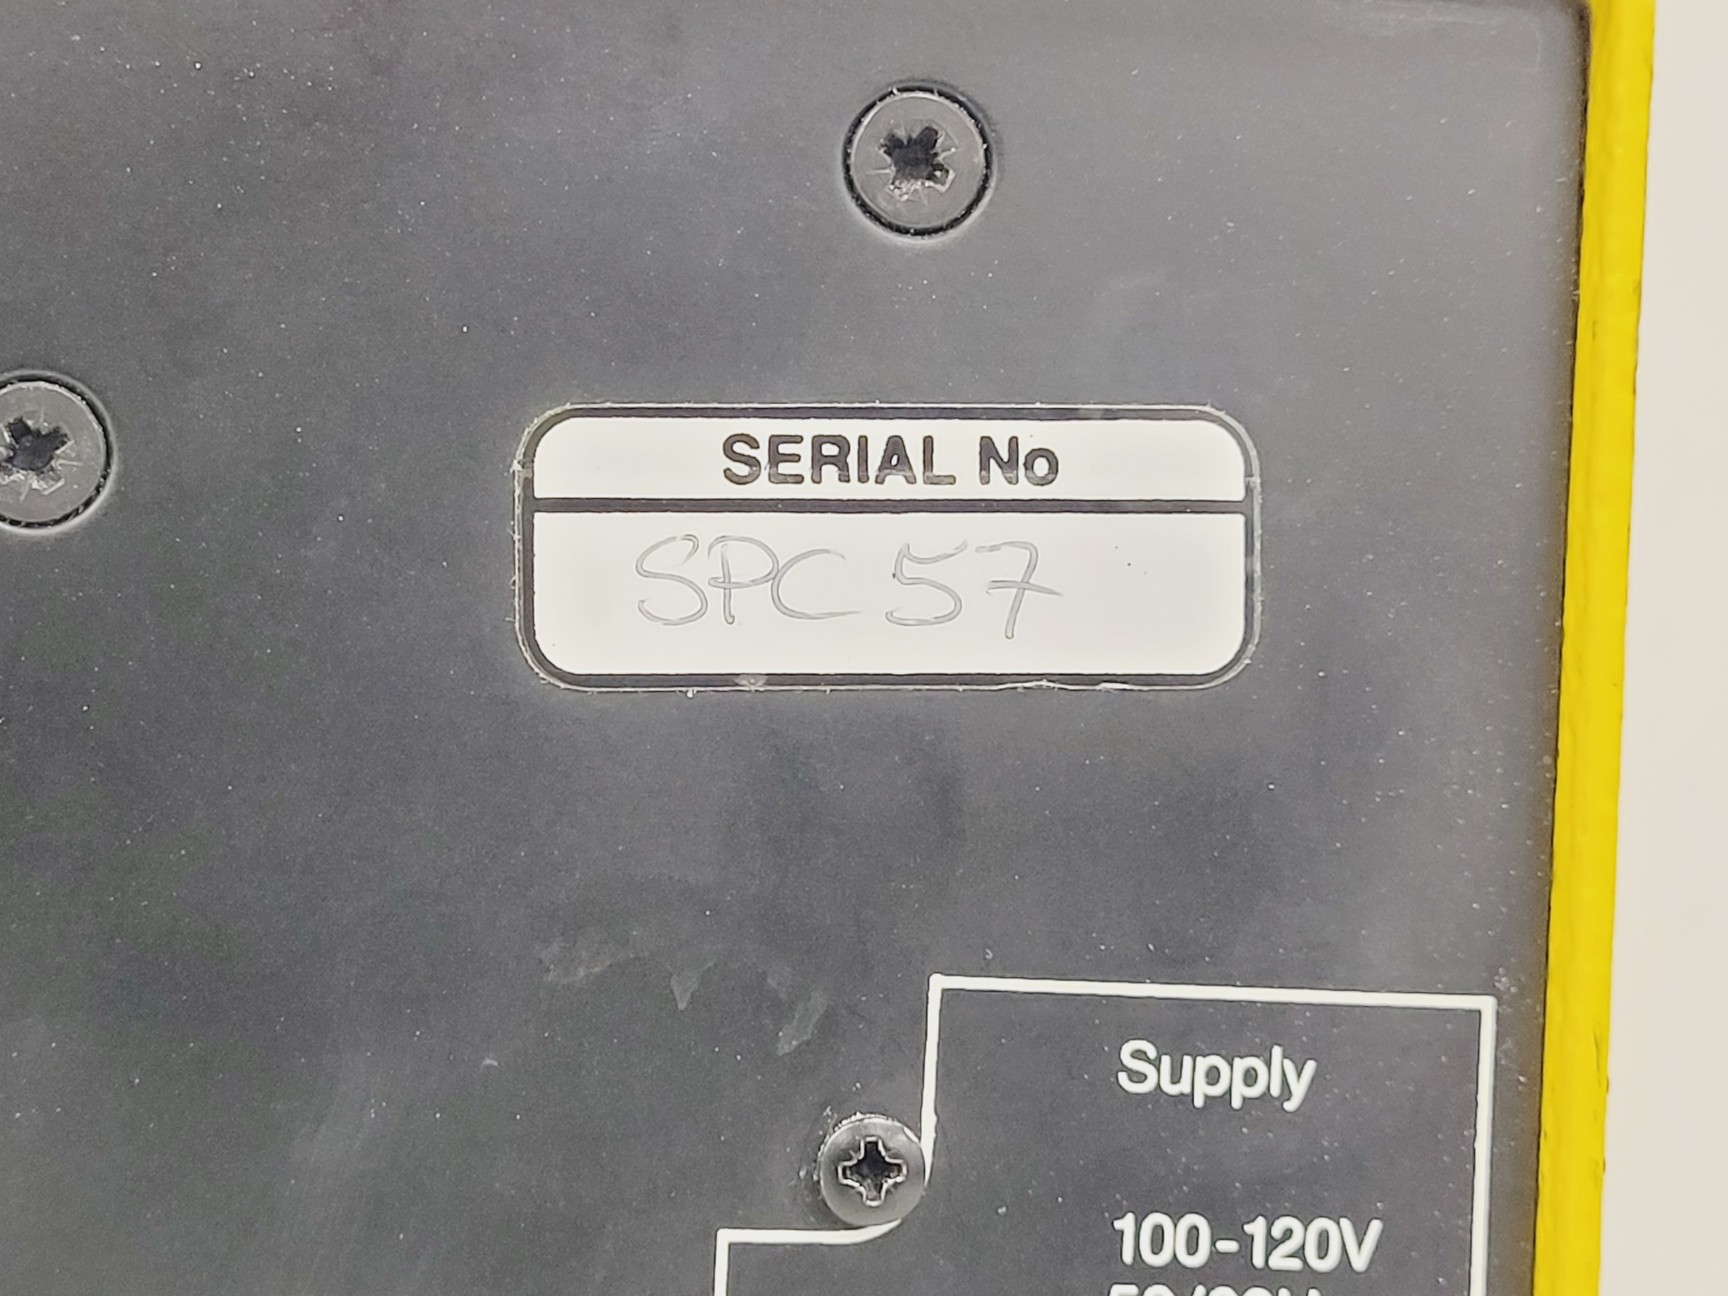 SERIAL No
SPC 57
Supply
100-120V